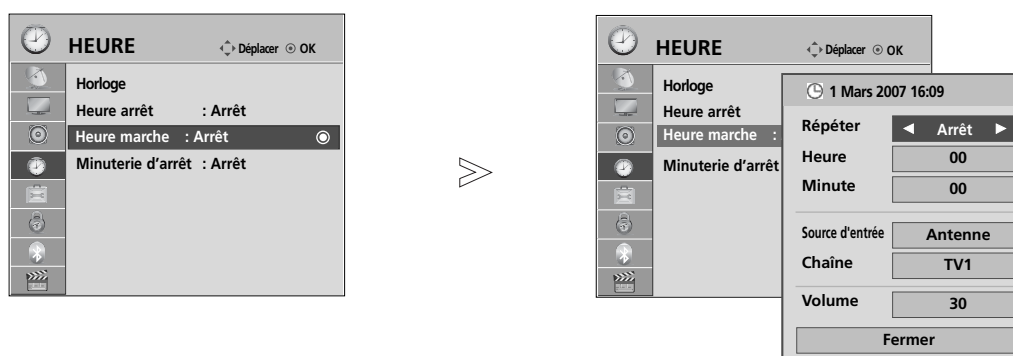 HEURE
Déplacer OK
Horloge
Heure arrêt : Arrêt
Heure marche : Arrêt
Minuterie d'arrêt : Arrêt
HEURE
Déplacer OK
Horloge
Heure arrêt
Heure marche :
Minuterie d'arrêt
1 Mars 2007 16:09
Répéter ◀ Arrêt ▶
Heure 00
Minute 00
Source d'entrée Antenne
Chaîne TV1
Volume 30
Fermer